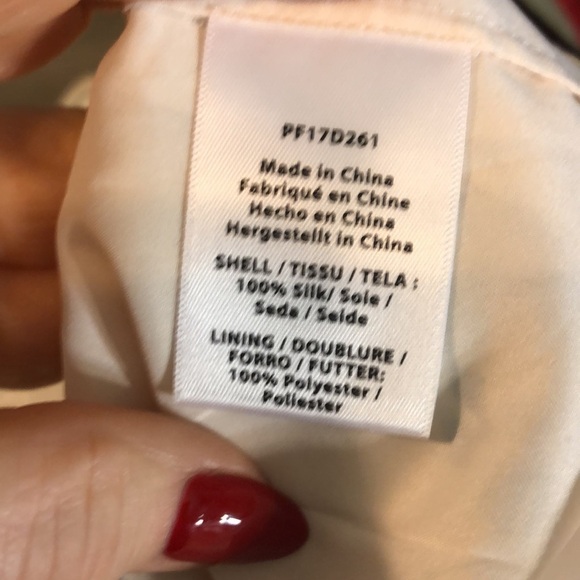 PF17D261
Made in China
Fabriqué en Chine
Hecho en China
Hergestellt in China
SHELL / TISSU / TELA :
100% Silk/ Soie /
Seda / Seide
LINING / DOUBLURE /
FORRO / FUTTER:
100% Polyester /
Poliester